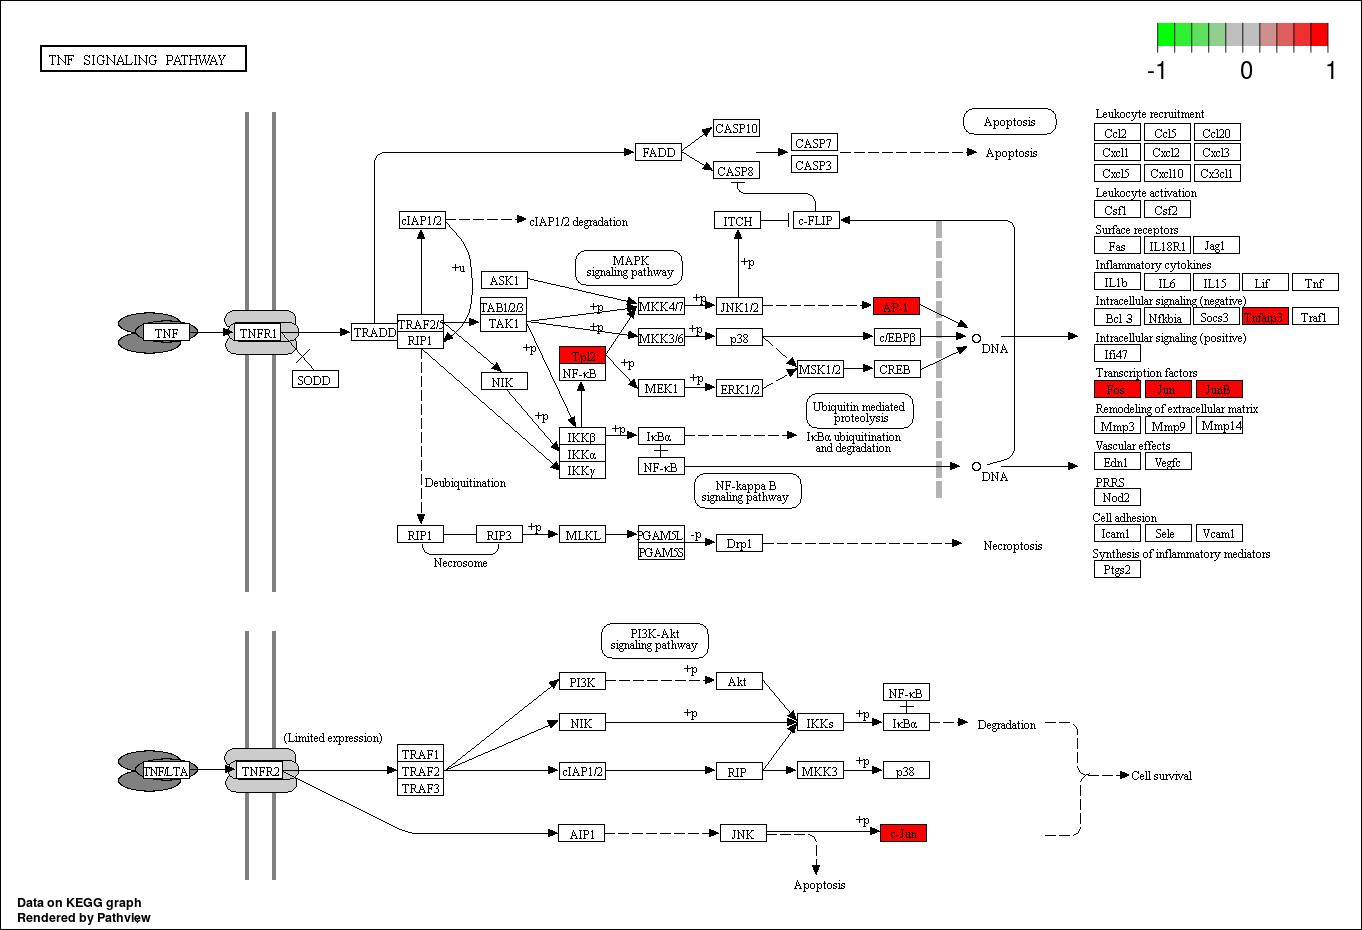 TNF SIGNALING PATHWAY
-1 0 1
Apoptosis
CASP10
FADD
CASP7
CASP3
CASP8
Apoptosis
cIAP1/2
cIAP1/2 degradation
ITCH
c-FLIP
+u
MAPK
signaling pathway
+p
ASK1
TAB1/2/3
TAK1
+p
MKK4/7
+p
JNK1/2
AP-1
TNF
TNFR1
TRADD
TRAF2/5
RIP1
+p
MKK3/6
p38
c/EBPβ
DNA
+p
Tpl2
NF-κB
+p
MSK1/2
CREB
SODD
NIK
MEK1
+p
ERK1/2
+p
Ubiquitin mediated
proteolysis
IKKβ
IKKα
IKKγ
+p
IκBα
IκBα ubiquitination
and degradation
NF-κB
DNA
Deubiquitination
NF-kappa B
signaling pathway
RIP1
RIP3
+p
MLKL
PGAM5L
PGAM5S
-p
Drp1
Necroptosis
Necrosome
Leukocyte recruitment
Ccl2 Ccl5 Ccl20
Cxcl1 Cxcl2 Cxcl3
Cxcl5 Cxcl10 Cx3cl1
Leukocyte activation
Csf1 Csf2
Surface receptors
Fas IL18R1 Jag1
Inflammatory cytokines
IL1b IL6 IL15 Lif Tnf
Intracellular signaling (negative)
Bcl3 Nfkbia Socs3 Tnfaip3 Traf1
Intracellular signaling (positive)
Ifi47
Transcription factors
Fos Jun JunB
Remodeling of extracellular matrix
Mmp3 Mmp9 Mmp14
Vascular effects
Edn1 Vegfc
PRRS
Nod2
Cell adhesion
Icam1 Sele Vcam1
Synthesis of inflammatory mediators
Ptgs2
PI3K-Akt
signaling pathway
PI3K
+p
Akt
NF-κB
NIK
+p
IKKs
+p
IκBα
Degradation
(Limited expression)
TNF/LTA
TNFR2
TRAF1
TRAF2
TRAF3
cIAP1/2
RIP
MKK3
p38
Cell survival
AIP1
JNK
+p
c-Jun
Apoptosis
Data on KEGG graph
Rendered by Pathview